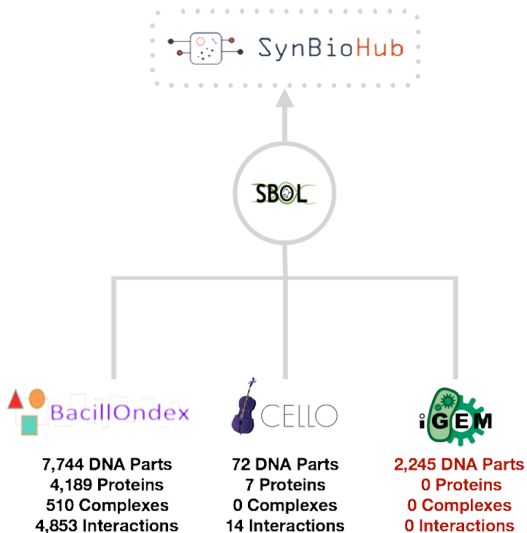 SynBioHub
SBOL
BacillOndex
CELLO
iGEM
7,744 DNA Parts
4,189 Proteins
510 Complexes
4,853 Interactions
72 DNA Parts
7 Proteins
0 Complexes
14 Interactions
2,245 DNA Parts
0 Proteins
0 Complexes
0 Interactions